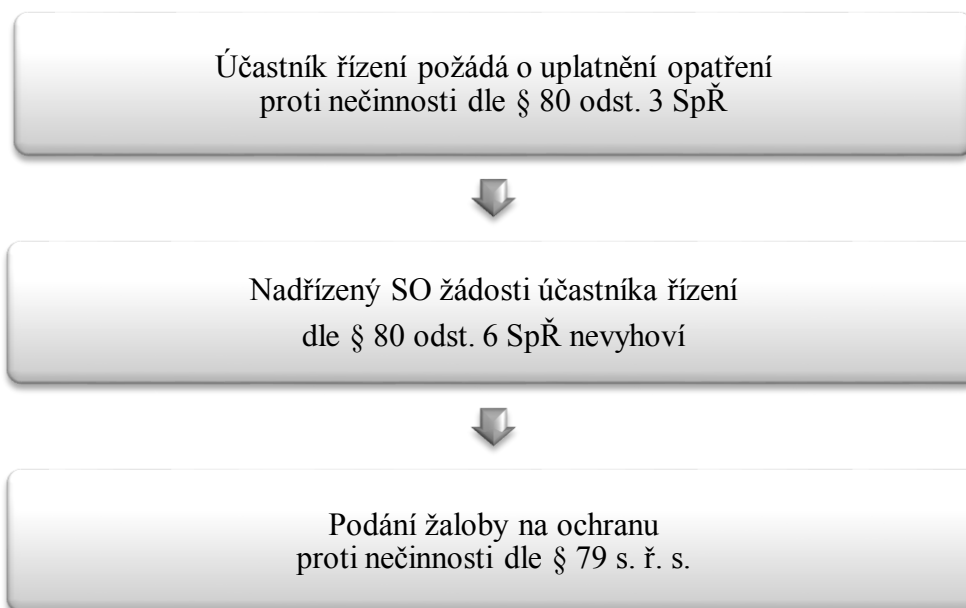 Účastník řízení požádá o uplatnění opatření
proti nečinnosti dle § 80 odst. 3 SpŘ
Nadřízený SO žádosti účastníka řízení
dle § 80 odst. 6 SpŘ nevyhoví
Podání žaloby na ochranu
proti nečinnosti dle § 79 s. ř. s.